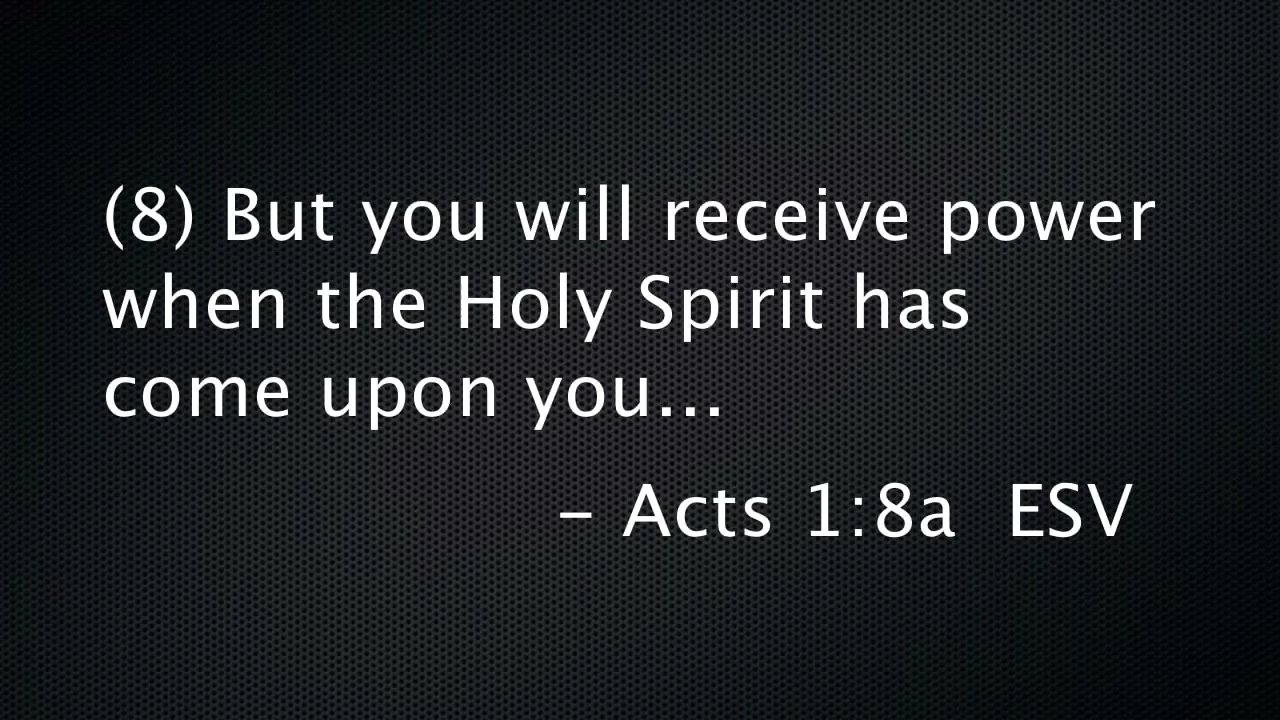 (8) But you will receive power
when the Holy Spirit has
come upon you...
- Acts 1:8a  ESV